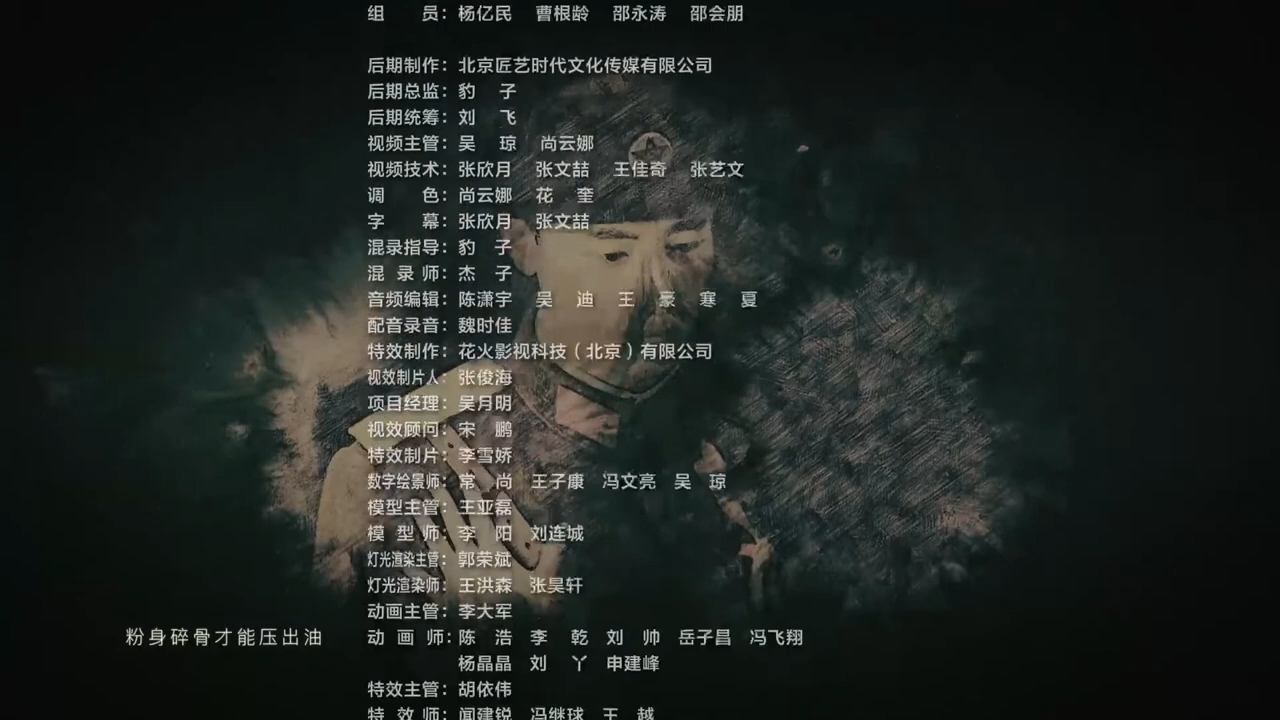 组 员：杨亿民 曹根龄 邵永涛 邵会朋
后期制作：北京匠艺时代文化传媒有限公司
后期总监：豹 子
后期统筹：刘 飞
视频主管：吴 琼 尚云娜
视频技术：张欣月 张文喆 王佳奇 张艺文
调 色：尚云娜 花 奎
字 幕：张欣月 张文喆
混录指导：豹 子
混 录 师：杰 子
音频编辑：陈潇宇 吴 迪 王 豪 寒 夏
配音录音：魏时佳
特效制作：花火影视科技（北京）有限公司
视效制片人：张俊海
项目经理：吴月明
视效顾问：宋 鹏
特效制片：李雪娇
数字绘景师：常 尚 王子康 冯文亮 吴 琼
模型主管：王亚磊
模 型 师：李 阳 刘连城
灯光渲染主管：郭荣斌
灯光渲染师：王洪森 张昊轩
动画主管：李大军
粉身碎骨才能压出油
动 画 师：陈 浩 李 乾 刘 帅 岳子昌 冯飞翔
杨晶晶 刘 丫 申建峰
特效主管：胡依伟
特 效 师：闻建锐 冯继球 王 越